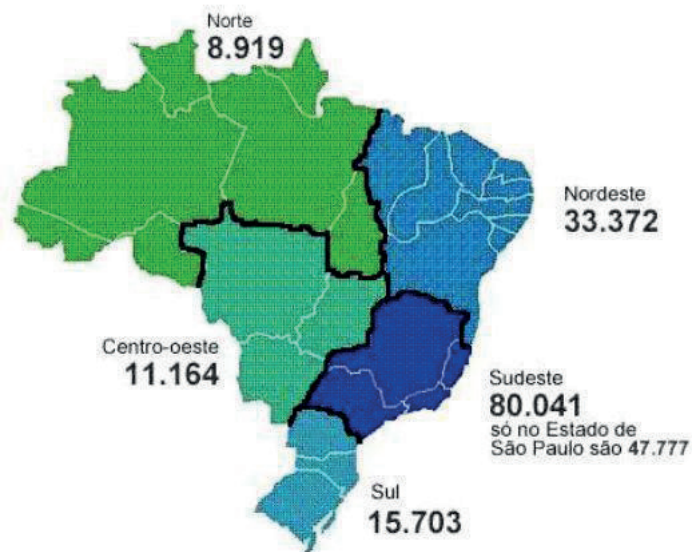 Norte
8.919
Nordeste
33.372
Centro-oeste
11.164
Sudeste
80.041
só no Estado de
São Paulo são 47.777
Sul
15.703